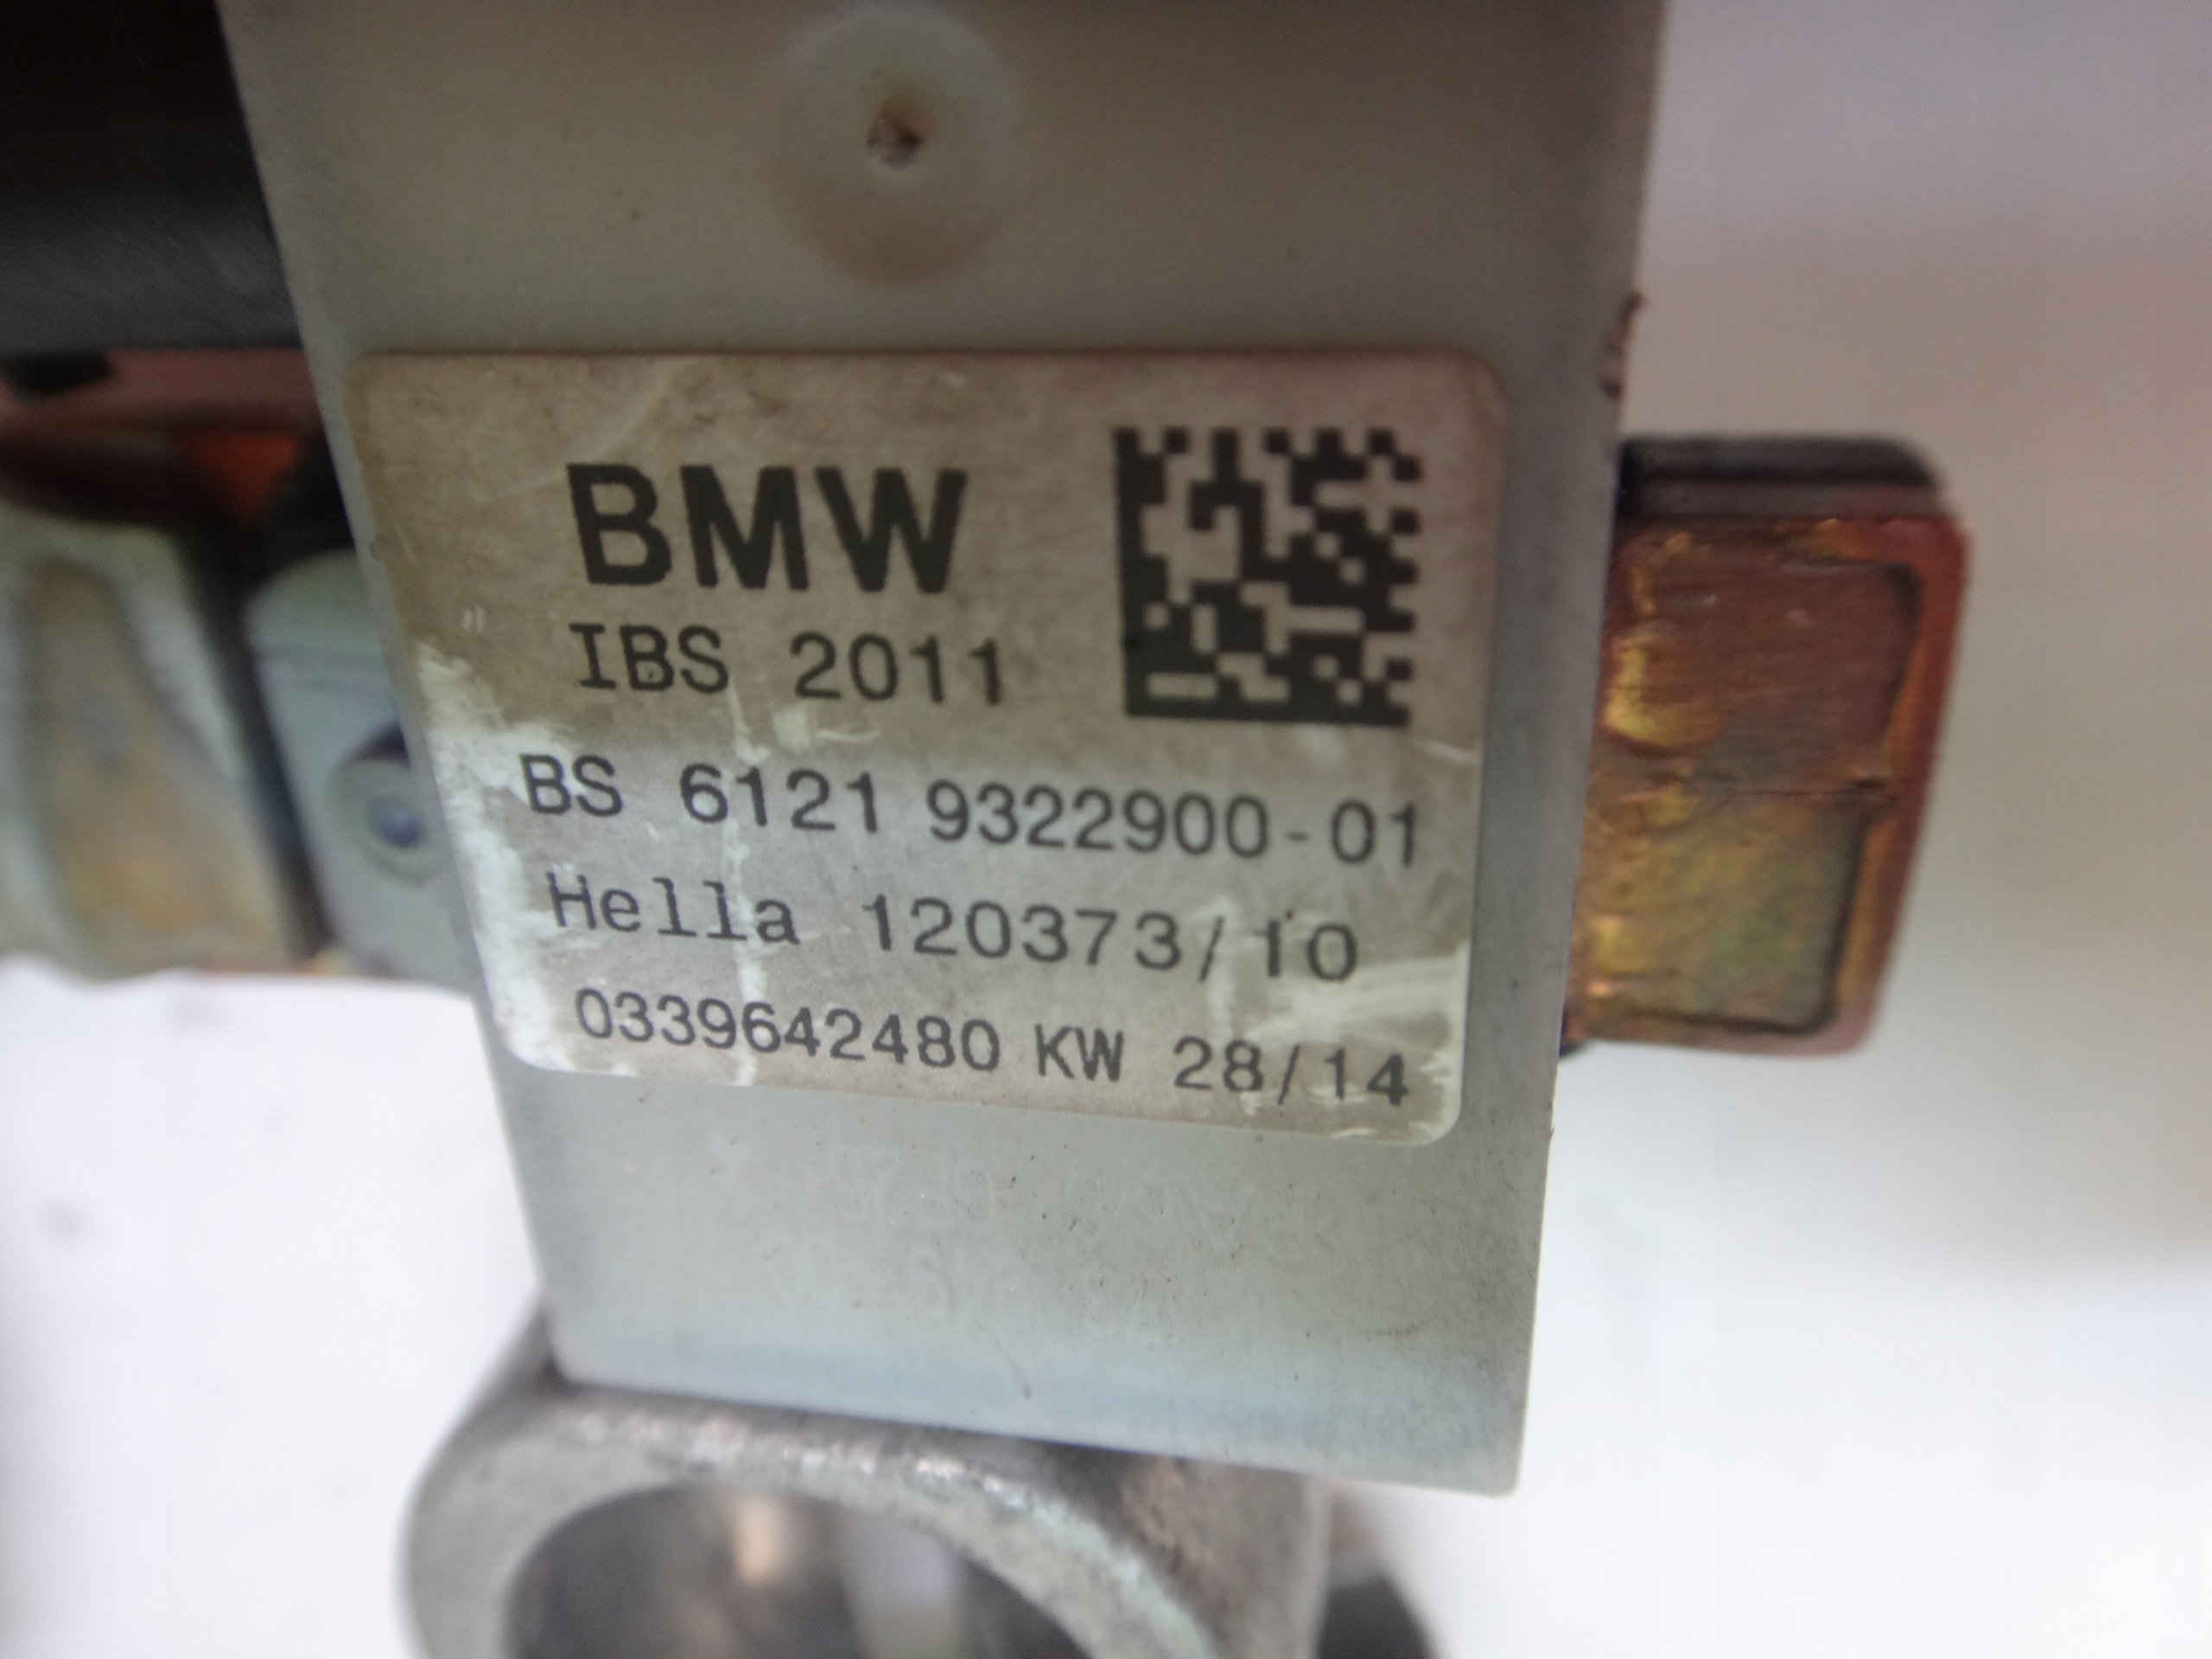 BMW
IBS 2011
BS 6121 9322900-01
Hella 120373/10
0339642480 KW 28/14